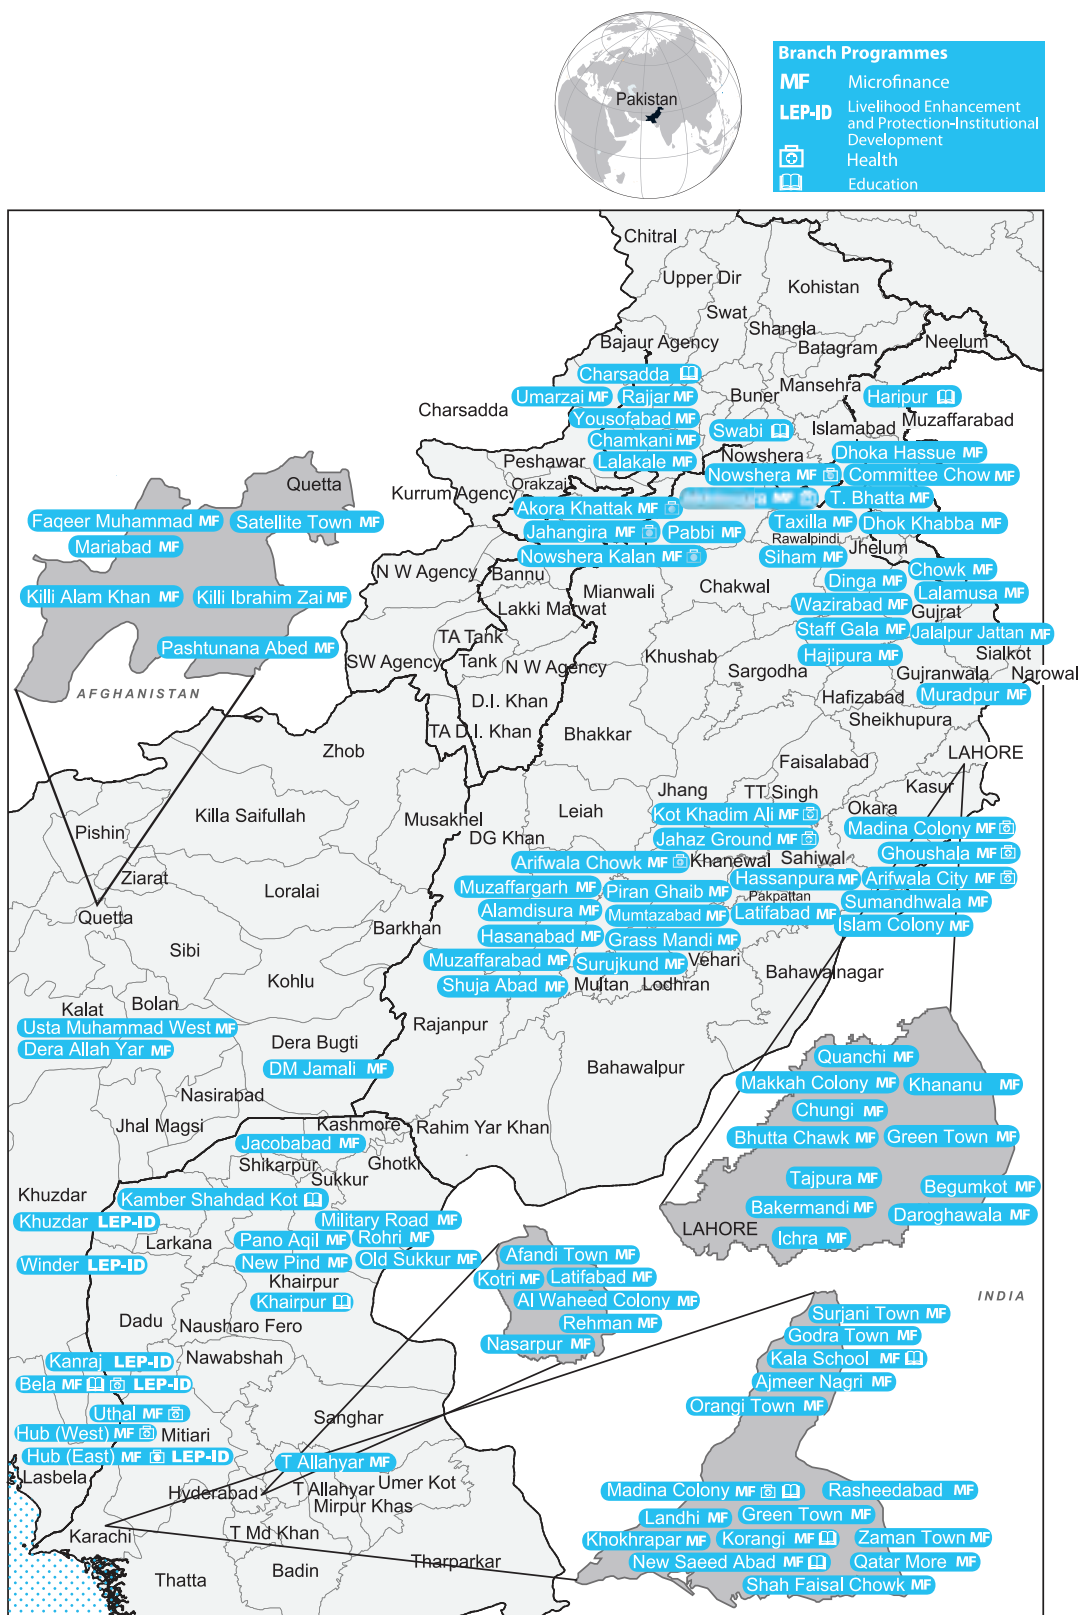 Pakistan
Branch Programmes
MF Microfinance
LEP-ID Livelihood Enhancement
and Protection-Institutional
Development
Health
Education
Chitral
Upper Dir
Kohistan
Swat
Shangla
Bajaur Agency
Batagram
Neelum
Charsadda
Mansehra
Umarzai MF Rajjar MF
Buner
Haripur
Charsadda
Yousofabad MF
Swabi
Islamabad
Muzaffarabad
Chamkani MF
Nowshera
Dhoka Hassue MF
Peshawar
Lalakale MF
Nowshera MF
Committee Chow MF
Quetta
Orakzai
Kurrum Agency
MF
T. Bhatta MF
Akora Khattak MF
Faqeer Muhammad MF
Satellite Town MF
Taxilla MF
Dhok Khabba MF
Jahangira MF
Pabbi MF
Rawalpindi
Mariabad MF
Nowshera Kalan MF
Siham MF
Jhelum
N W Agency
Bannu
Mianwali
Chakwal
Dinga MF
Chowk MF
Killi Alam Khan MF
Killi Ibrahim Zai MF
Lakki Marwat
Wazirabad MF
Lalamusa MF
Gujrat
TA Tank
Staff Gala MF
Jalalpur Jattan MF
Pashtunana Abed MF
SW Agency
Tank
N W Agency
Khushab
Sargodha
Hajipura MF
Sialkot
Gujranwala
Narowal
AFGHANISTAN
D.I. Khan
Hafizabad
Muradpur MF
Sheikhupura
TA D.I. Khan
Bhakkar
Zhob
LAHORE
Faisalabad
Kasur
Jhang
TT.Singh
Leiah
Okara
Killa Saifullah
Musakhel
Kot Khadim Ali MF
Pishin
DG Khan
Jahaz Ground MF
Madina Colony MF
Ghoushala MF
Arifwala Chowk MF
Khanewal
Sahiwal
Ziarat
Loralai
Muzaffargarh MF
Piran Ghaib MF
Hassanpura MF
Arifwala City MF
Pakpattan
Quetta
Alamdisura MF
Mumtazabad MF
Latifabad MF
Sumandhwala MF
Barkhan
Islam Colony MF
Sibi
Hasanabad MF
Grass Mandi MF
Muzaffarabad MF
Surujkund MF
Vehari
Bahawalnagar
Kohlu
Shuja Abad MF
Multan
Lodhran
Kalat
Bolan
Usta Muhammad West MF
Rajanpur
Dera Allah Yar MF
Dera Bugti
Quanchi MF
DM Jamali MF
Bahawalpur
Makkah Colony MF
Khananu MF
Nasirabad
Chungi MF
Jhal Magsi
Kashmore
Rahim Yar Khan
Bhutta Chawk MF
Green Town MF
Jacobabad MF
Shikarpur
Ghotki
Sukkur
Tajpura MF
Begumkot MF
Khuzdar
Kamber Shahdad Kot
Bakermandi MF
Daroghawala MF
Khuzdar LEP-ID
Military Road MF
LAHORE
Larkana
Pano Aqil MF
Rohri MF
Ichra MF
Winder LEP-ID
New Pind MF
Old Sukkur MF
Afandi Town MF
Kotri MF
Latifabad MF
Khairpur
Khairpur
Al Waheed Colony MF
INDIA
Dadu
Nausharo Fero
Rehman MF
Surjani Town MF
Nasarpur MF
Godra Town MF
Kanraj LEP-ID
Nawabshah
Kala School MF
Bela MF LEP-ID
Ajmeer Nagri MF
Uthal MF
Sanghar
Orangi Town MF
Hub (West) MF
Mitiari
Hub (East) MF LEP-ID
T Allahyar MF
Lasbela
Umer Kot
Hyderabad
T Allahyar
Madina Colony MF
Rasheedabad MF
Mirpur Khas
Landhi MF
Green Town MF
Karachi
T Md Khan
Khokhrapar MF
Korangi MF
Zaman Town MF
Tharparkar
New Saeed Abad MF
Qatar More MF
Badin
Thatta
Shah Faisal Chowk MF